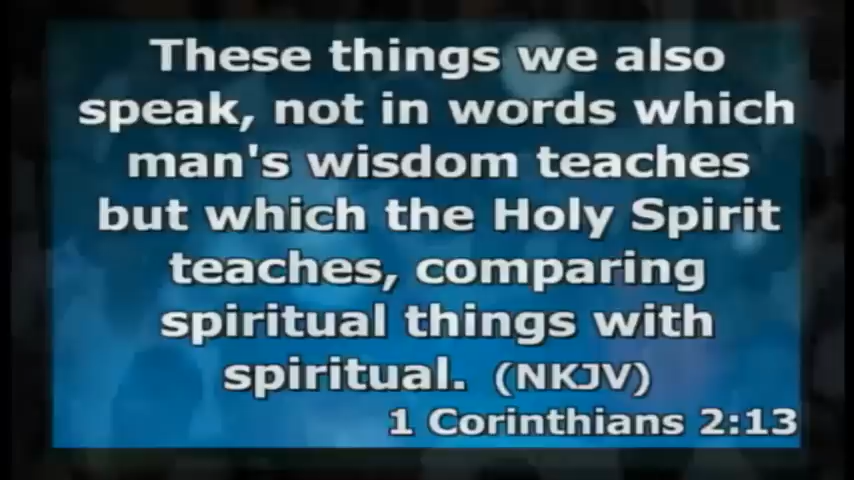 These things we also
speak, not in words which
man's wisdom teaches
but which the Holy Spirit
teaches, comparing
spiritual things with
spiritual. (NKJV)
1 Corinthians 2:13